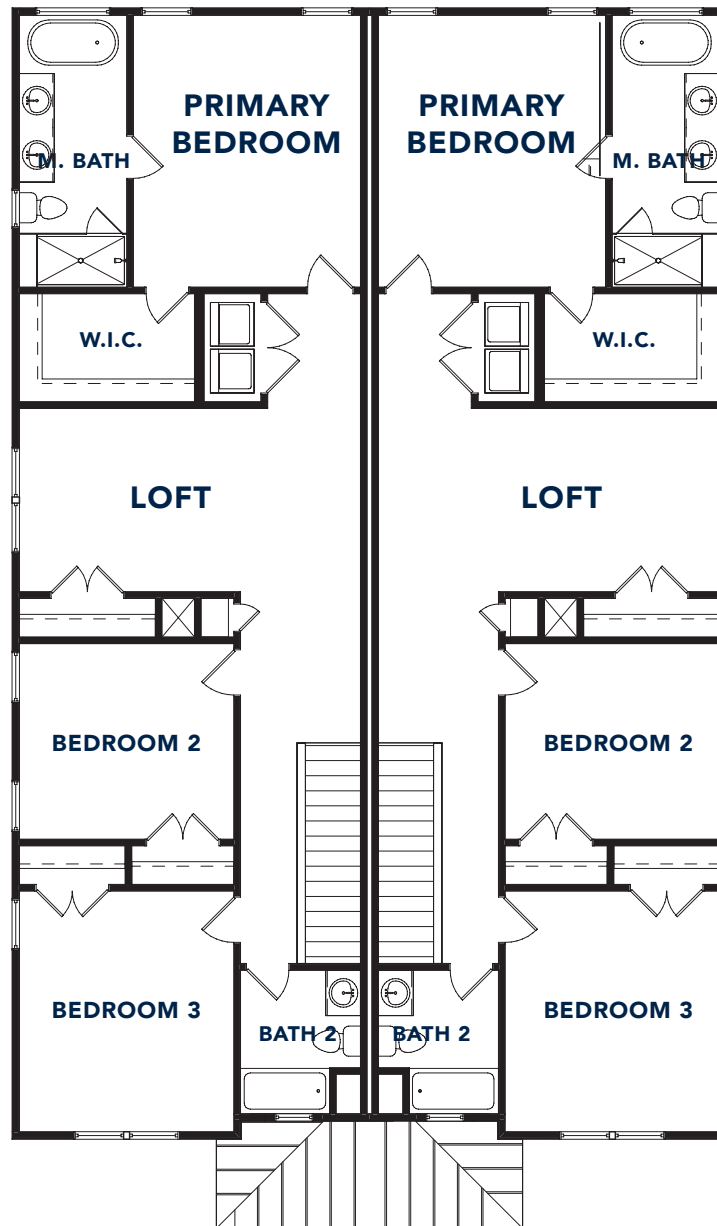 PRIMARY
BEDROOM
PRIMARY
BEDROOM
M. BATH
M. BATH
W.I.C.
W.I.C.
LOFT
LOFT
BEDROOM 2
BEDROOM 2
BEDROOM 3
BEDROOM 3
BATH 2
BATH 2